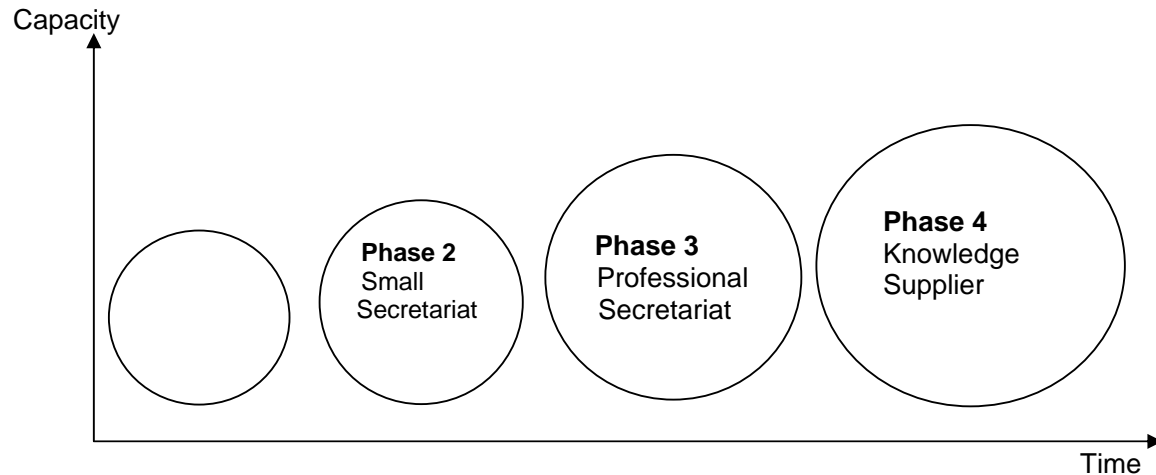 Capacity
Phase 2
Small
Secretariat
Phase 3
Professional
Secretariat
Phase 4
Knowledge
Supplier
Time